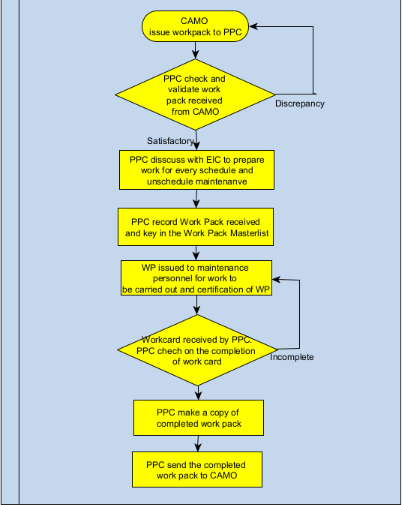 CAMO
issue workpack to PPC
PPC check and
validate work
pack received
from CAMO
Discrepancy
Satisfactory
PPC disscuss with EIC to prepare
work for every schedule and
unschedule maintenanve
PPC record Work Pack received
and key in the Work Pack Masterlist
WP issued to maintenance
personnel for work to
be carried out and certification of WP
Workcard received by PPC.
PPC chech on the completion
of work card
Incomplete
PPC make a copy of
completed work pack
PPC send the completed
work pack to CAMO